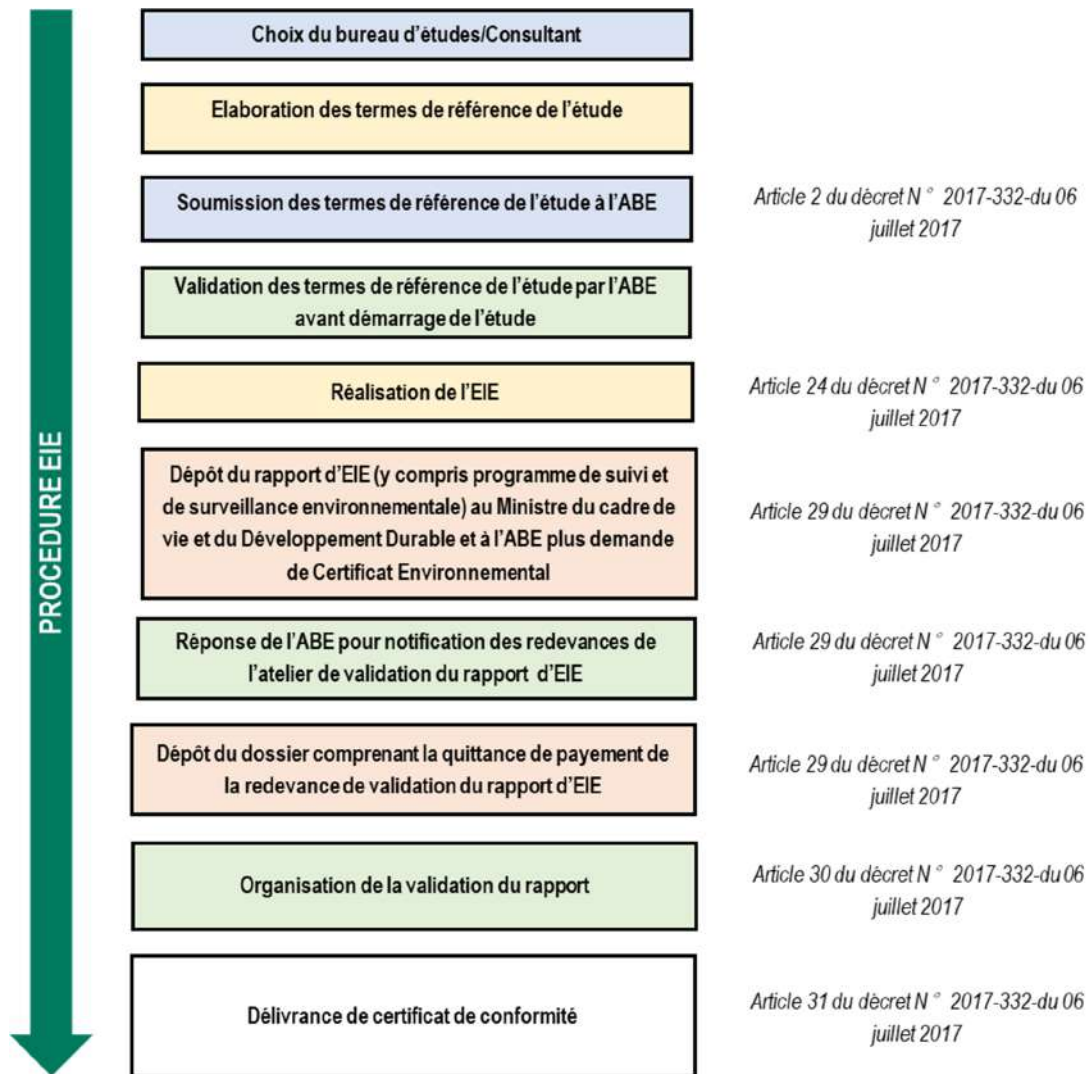 PROCEDURE EIE
Choix du bureau d'études/Consultant
Elaboration des termes de référence de l'étude
Soumission des termes de référence de l'étude à l'ABE
Article 2 du décret N° 2017-332-du 06
juillet 2017
Validation des termes de référence de l'étude par l'ABE
avant démarrage de l'étude
Réalisation de l'EIE
Article 24 du décret N° 2017-332-du 06
juillet 2017
Dépôt du rapport d'EIE (y compris programme de suivi et
de surveillance environnementale) au Ministre du cadre de
vie et du Développement Durable et à l'ABE plus demande
de Certificat Environnemental
Article 29 du décret N° 2017-332-du 06
juillet 2017
Réponse de l'ABE pour notification des redevances de
l'atelier de validation du rapport d'EIE
Article 29 du décret N° 2017-332-du 06
juillet 2017
Dépôt du dossier comprenant la quittance de payement de
la redevance de validation du rapport d'EIE
Article 29 du décret N° 2017-332-du 06
juillet 2017
Organisation de la validation du rapport
Article 30 du décret N° 2017-332-du 06
juillet 2017
Délivrance de certificat de conformité
Article 31 du décret N° 2017-332-du 06
juillet 2017